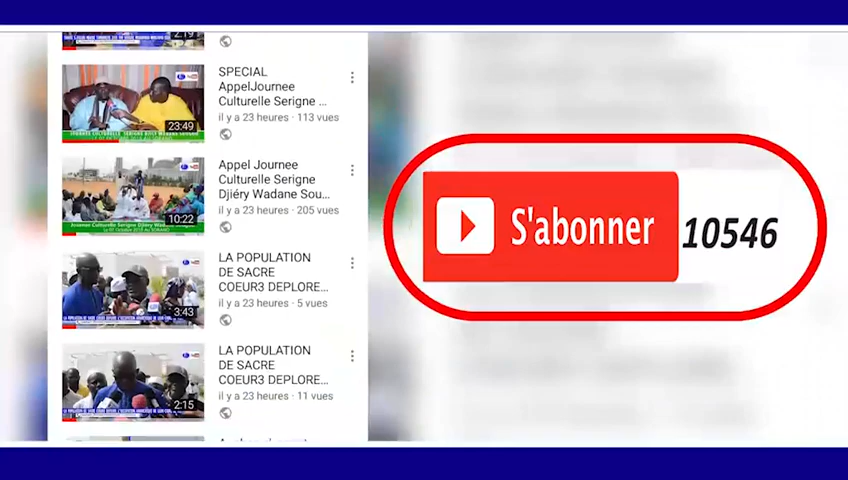 2:19
SPECIAL
AppelJournee
Culturelle Serigne ...
il y a 23 heures · 113 vues
23:49
Appel Journee
Culturelle Serigne
Djiéry Wadane Sou...
il y a 23 heures · 205 vues
10:22
LA POPULATION
DE SACRE
COEUR3 DEPLORE...
il y a 23 heures · 5 vues
3:43
LA POPULATION
DE SACRE
COEUR3 DEPLORE...
il y a 23 heures · 11 vues
2:15
S'abonner 10546